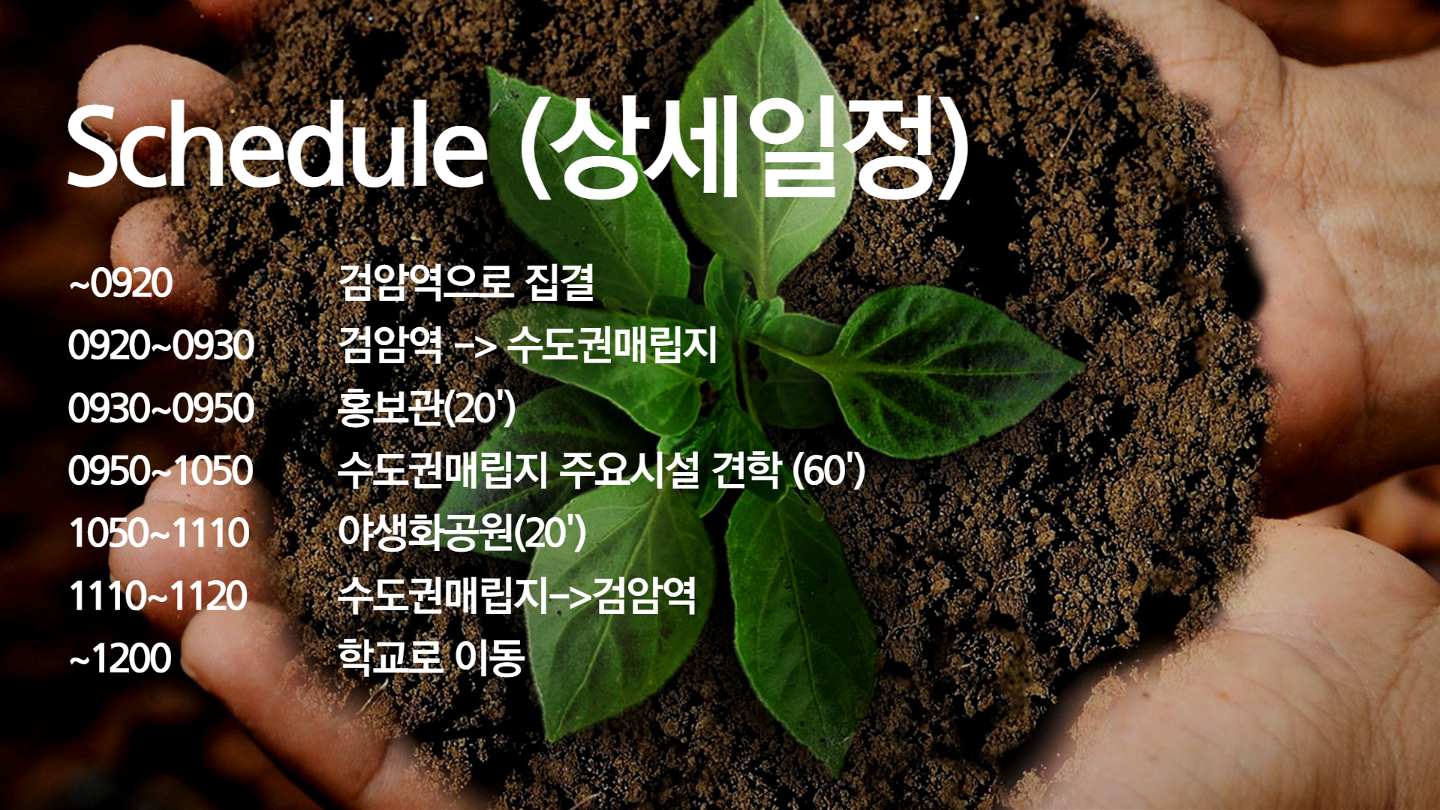 Schedule (상세일정)
~0920 검암역으로 집결
0920~0930 검암역 -> 수도권매립지
0930~0950 홍보관(20')
0950~1050 수도권매립지 주요시설 견학 (60')
1050~1110 야생화공원(20')
1110~1120 수도권매립지->검암역
~1200 학교로 이동